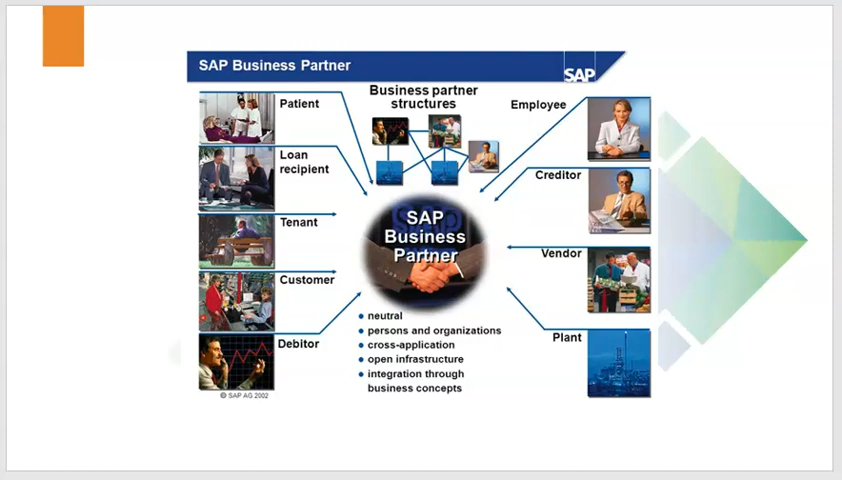 SAP Business Partner
SAP
Patient
Loan
recipient
Tenant
Customer
Debitor
© SAP AG 2002
Business partner
structures
SAP
Business
Partner
neutral
persons and organizations
cross-application
open infrastructure
integration through
business concepts
Employee
Creditor
Vendor
Plant